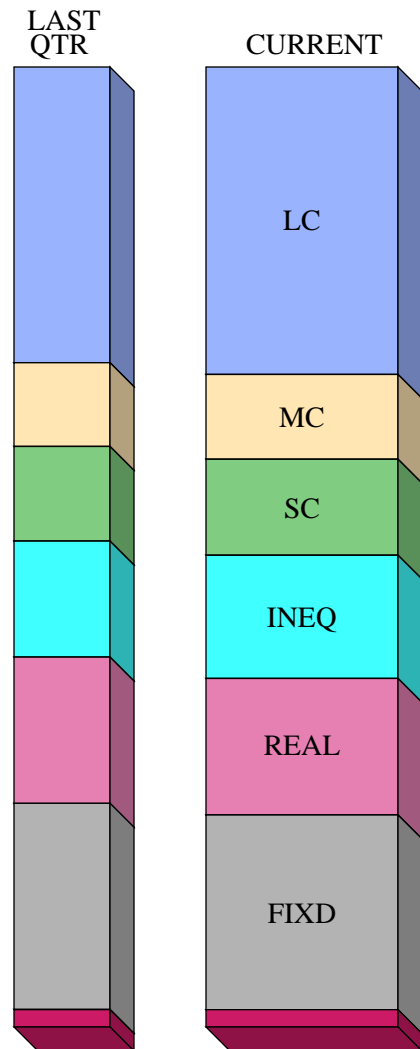 LAST
QTR
CURRENT
LC
MC
SC
INEQ
REAL
FIXD